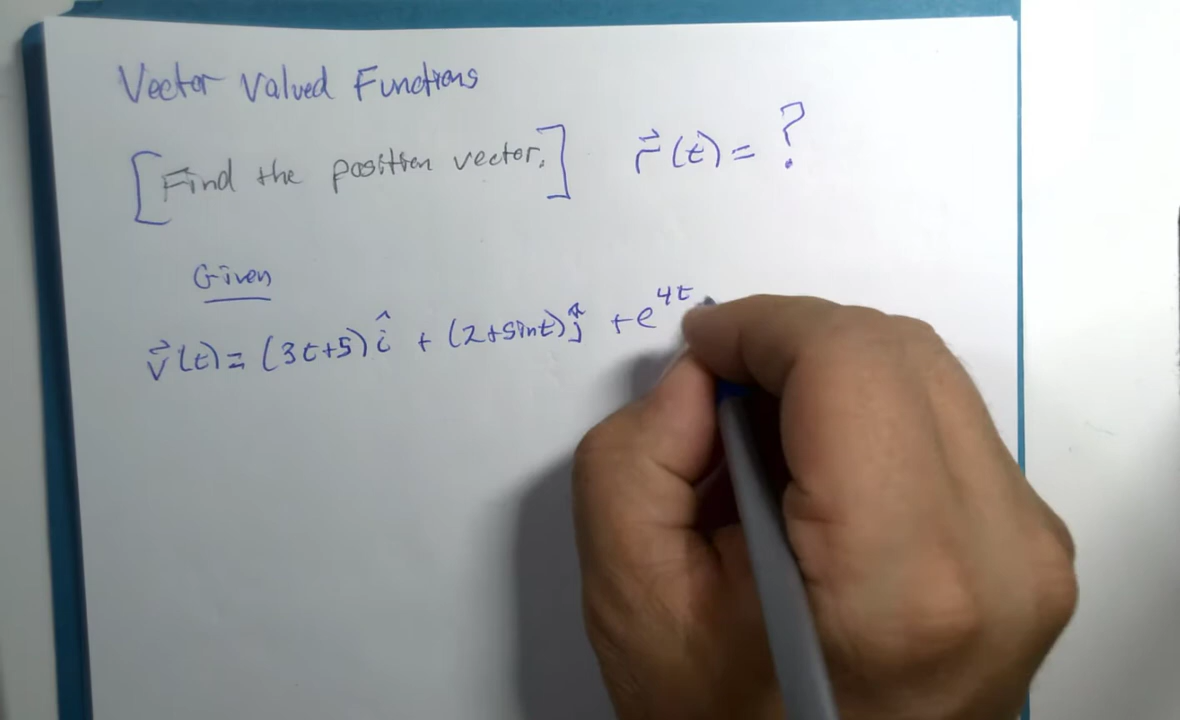 Vector Valued Functions
[Find the position vector.] r⃗(t) = ?
Given
v⃗(t) = (3t+5) î + (2+sint) ĵ + e^4t